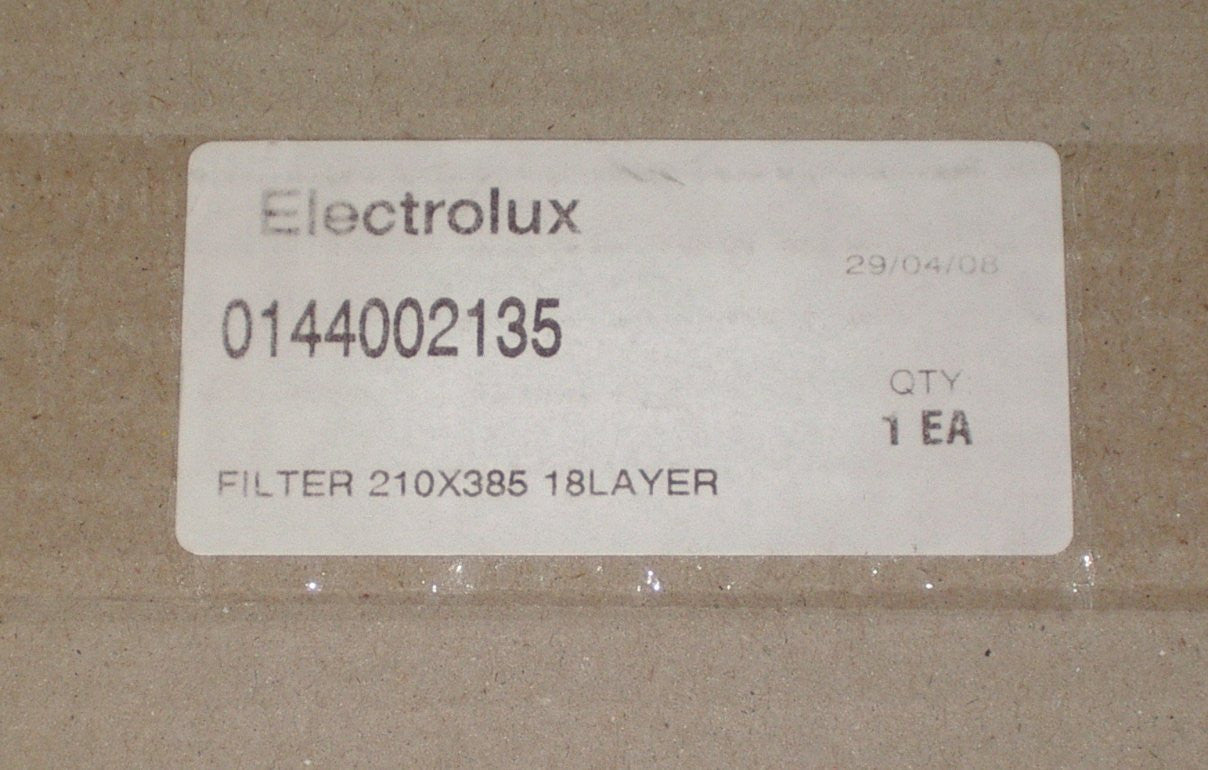 Electrolux
29/04/08
0144002135
QTY:
1 EA
FILTER 210X385 18LAYER